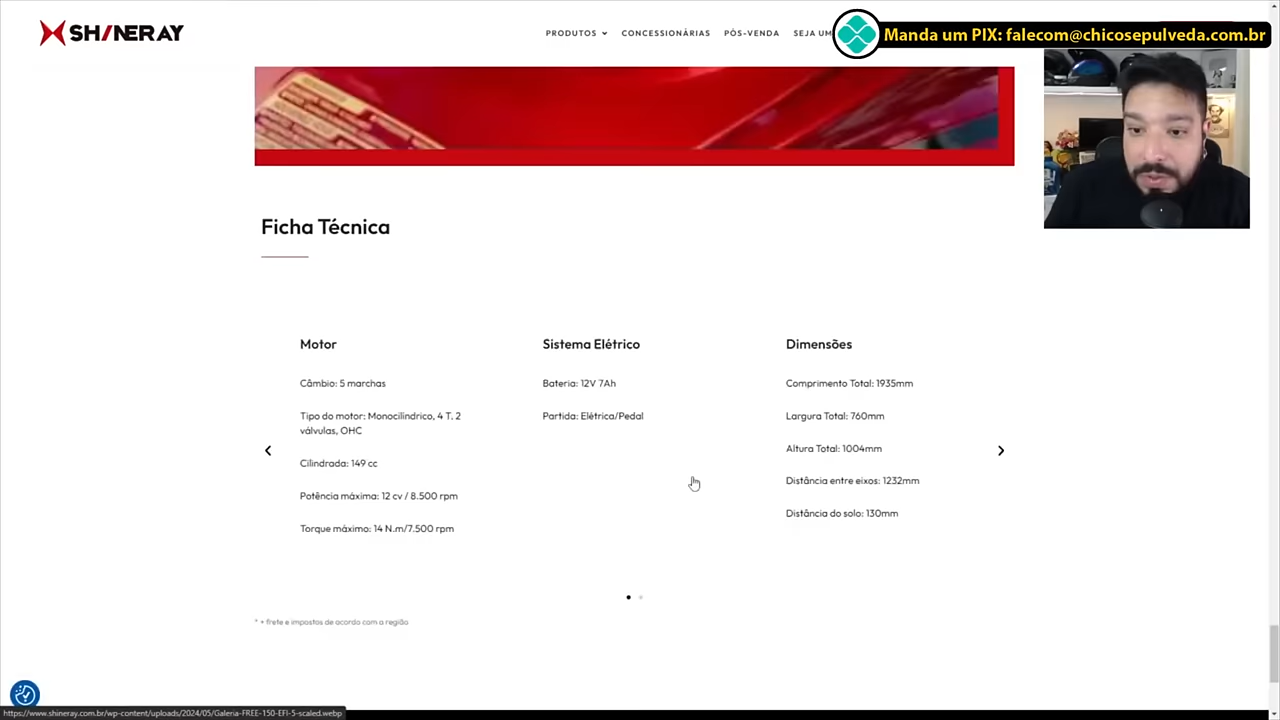 SHINERAY
PRODUTOS
CONCESSIONÁRIAS
PÓS-VENDA
SEJA UM
Manda um PIX: falecom@chicosepulveda.com.br
Ficha Técnica
Motor
Câmbio: 5 marchas
Tipo do motor: Monocilíndrico, 4 T, 2
válvulas, OHC
Cilindrada: 149 cc
Potência máxima: 12 cv / 8.500 rpm
Torque máximo: 14 N.m/7.500 rpm
Sistema Elétrico
Bateria: 12V 7Ah
Partida: Elétrica/Pedal
Dimensões
Comprimento Total: 1935mm
Largura Total: 760mm
Altura Total: 1004mm
Distância entre eixos: 1232mm
Distância do solo: 130mm
* + frete e impostos de acordo com a região
https://www.shineray.com.br/wp-content/uploads/2024/05/Galeria-FREE-150-EFI-5-scaled.webp